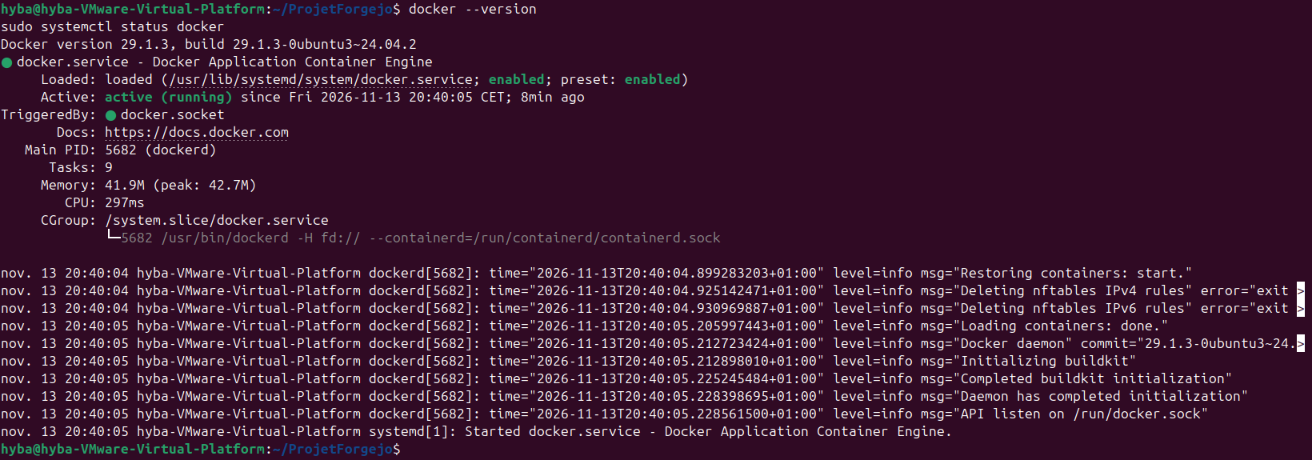 hyba@hyba-VMware-Virtual-Platform:~/ProjetForgejo$ docker --version
sudo systemctl status docker
Docker version 29.1.3, build 29.1.3-0ubuntu3~24.04.2
● docker.service - Docker Application Container Engine
     Loaded: loaded (/usr/lib/systemd/system/docker.service; enabled; preset: enabled)
     Active: active (running) since Fri 2026-11-13 20:40:05 CET; 8min ago
TriggeredBy: ● docker.socket
       Docs: https://docs.docker.com
   Main PID: 5682 (dockerd)
      Tasks: 9
     Memory: 41.9M (peak: 42.7M)
        CPU: 297ms
     CGroup: /system.slice/docker.service
             └─5682 /usr/bin/dockerd -H fd:// --containerd=/run/containerd/containerd.sock
nov. 13 20:40:04 hyba-VMware-Virtual-Platform dockerd[5682]: time="2026-11-13T20:40:04.899283203+01:00" level=info msg="Restoring containers: start."
nov. 13 20:40:04 hyba-VMware-Virtual-Platform dockerd[5682]: time="2026-11-13T20:40:04.925142471+01:00" level=info msg="Deleting nftables IPv4 rules" error="exit >
nov. 13 20:40:04 hyba-VMware-Virtual-Platform dockerd[5682]: time="2026-11-13T20:40:04.930969887+01:00" level=info msg="Deleting nftables IPv6 rules" error="exit >
nov. 13 20:40:05 hyba-VMware-Virtual-Platform dockerd[5682]: time="2026-11-13T20:40:05.205997443+01:00" level=info msg="Loading containers: done."
nov. 13 20:40:05 hyba-VMware-Virtual-Platform dockerd[5682]: time="2026-11-13T20:40:05.212723424+01:00" level=info msg="Docker daemon" commit="29.1.3-0ubuntu3~24.>
nov. 13 20:40:05 hyba-VMware-Virtual-Platform dockerd[5682]: time="2026-11-13T20:40:05.212898010+01:00" level=info msg="Initializing buildkit"
nov. 13 20:40:05 hyba-VMware-Virtual-Platform dockerd[5682]: time="2026-11-13T20:40:05.225245484+01:00" level=info msg="Completed buildkit initialization"
nov. 13 20:40:05 hyba-VMware-Virtual-Platform dockerd[5682]: time="2026-11-13T20:40:05.228398695+01:00" level=info msg="Daemon has completed initialization"
nov. 13 20:40:05 hyba-VMware-Virtual-Platform dockerd[5682]: time="2026-11-13T20:40:05.228561500+01:00" level=info msg="API listen on /run/docker.sock"
nov. 13 20:40:05 hyba-VMware-Virtual-Platform systemd[1]: Started docker.service - Docker Application Container Engine.
hyba@hyba-VMware-Virtual-Platform:~/ProjetForgejo$